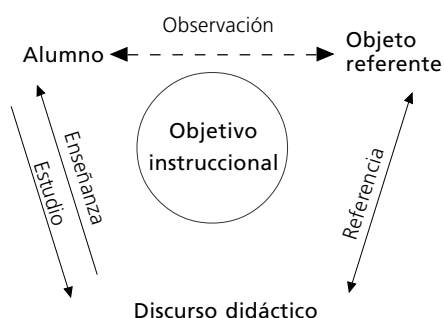 Observación
Alumno
Objeto
referente
Objetivo
instruccional
Enseñanza
Estudio
Referencia
Discurso didáctico